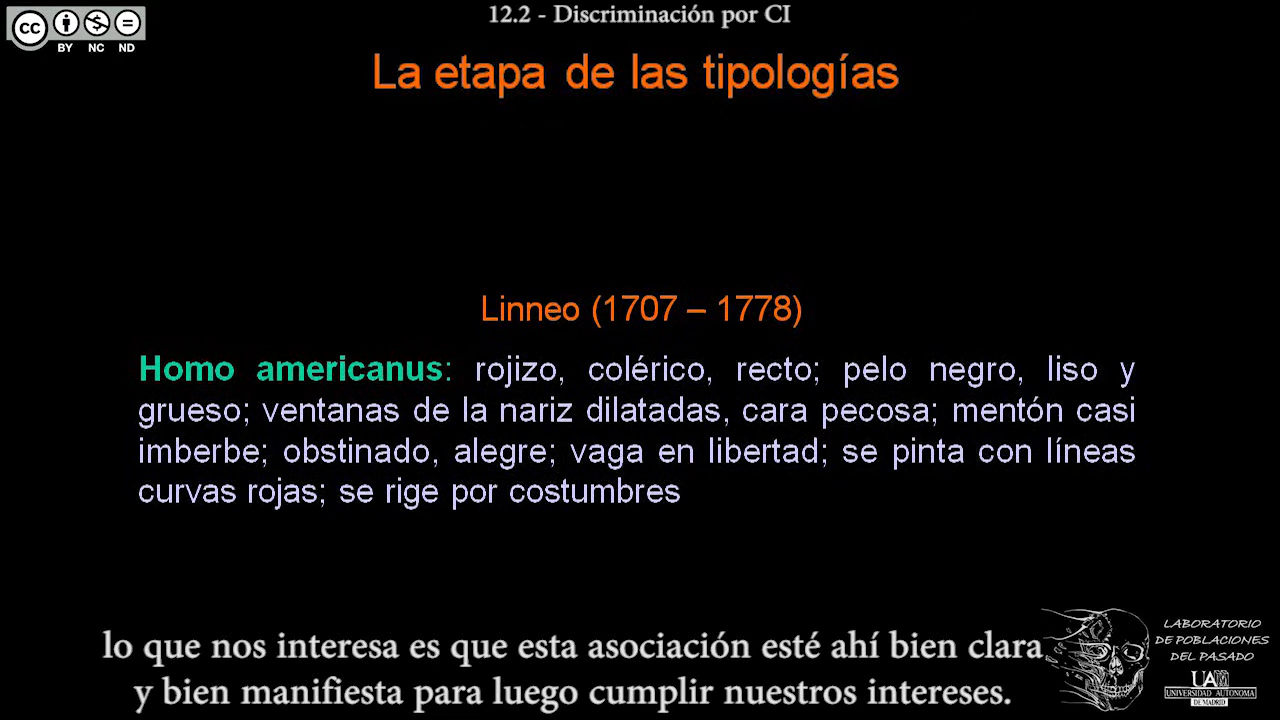 12.2 - Discriminación por CI
cc
BY NC ND
La etapa de las tipologías
Linneo (1707 – 1778)
Homo americanus: rojizo, colérico, recto; pelo negro, liso y
grueso; ventanas de la nariz dilatadas, cara pecosa; mentón casi
imberbe; obstinado, alegre; vaga en libertad; se pinta con líneas
curvas rojas; se rige por costumbres
lo que nos interesa es que esta asociación esté ahí bien clara
y bien manifiesta para luego cumplir nuestros intereses.
LABORATORIO
DE POBLACIONES
DEL PASADO
UAM
UNIVERSIDAD AUTONOMA
DE MADRID